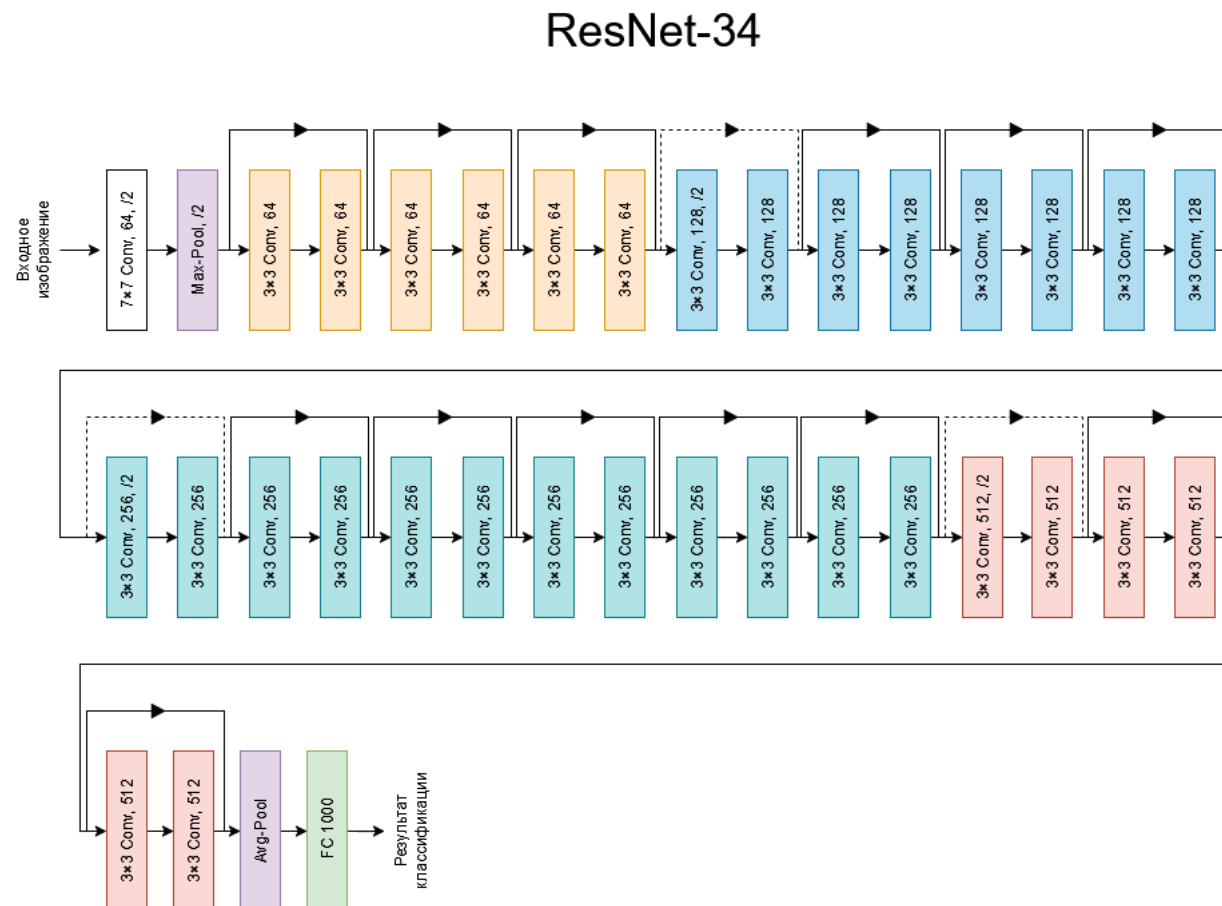 ResNet-34
Входное
изображение
7*7 Conv, 64, /2
Max-Pool, /2
3*3 Conv, 64
3*3 Conv, 64
3*3 Conv, 64
3*3 Conv, 64
3*3 Conv, 64
3*3 Conv, 64
3*3 Conv, 128, /2
3*3 Conv, 128
3*3 Conv, 128
3*3 Conv, 128
3*3 Conv, 128
3*3 Conv, 128
3*3 Conv, 128
3*3 Conv, 128
3*3 Conv, 256, /2
3*3 Conv, 256
3*3 Conv, 256
3*3 Conv, 256
3*3 Conv, 256
3*3 Conv, 256
3*3 Conv, 256
3*3 Conv, 256
3*3 Conv, 256
3*3 Conv, 256
3*3 Conv, 256
3*3 Conv, 256
3*3 Conv, 512, /2
3*3 Conv, 512
3*3 Conv, 512
3*3 Conv, 512
3*3 Conv, 512
3*3 Conv, 512
Avg-Pool
FC 1000
Результат
классификации